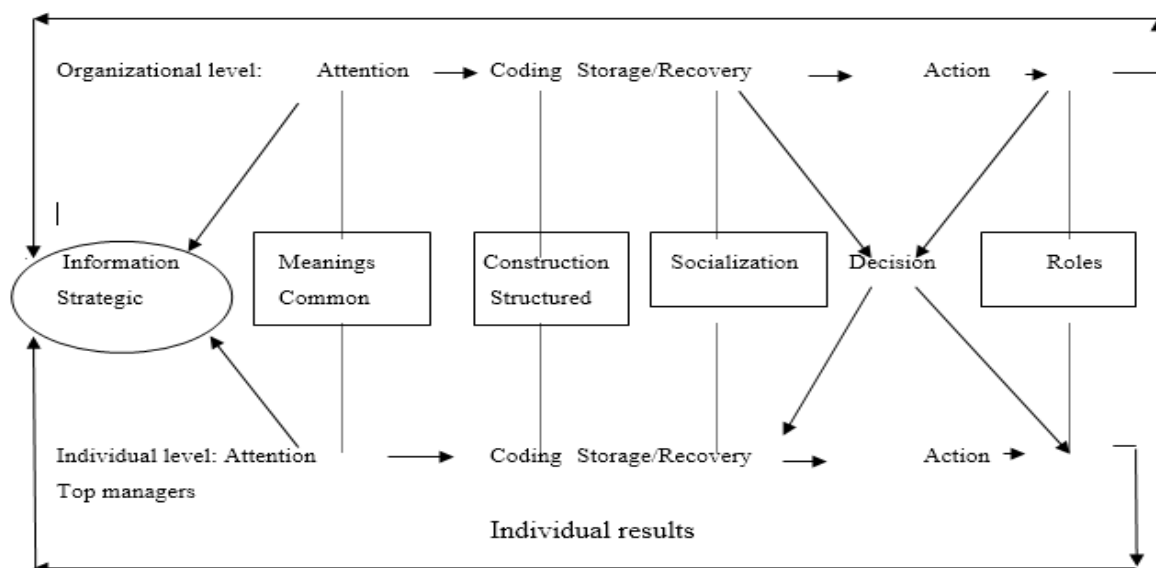 Organizational level: Attention Coding Storage/Recovery Action
Information Meanings Construction Socialization Decision Roles
Strategic Common Structured
Individual level: Attention Coding Storage/Recovery Action
Top managers
Individual results